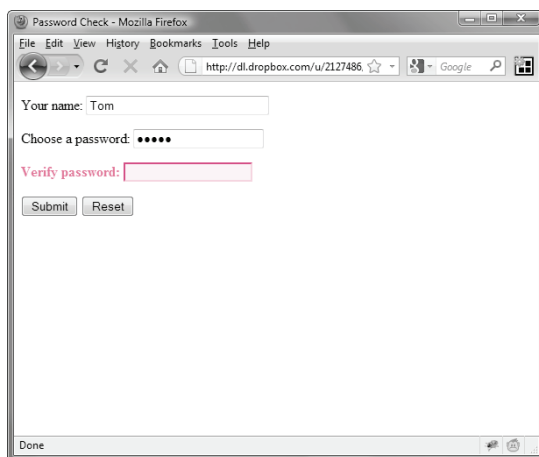 Password Check - Mozilla Firefox
File Edit View History Bookmarks Tools Help
http://dl.dropbox.com/u/2127486, Google
Your name: Tom
Choose a password: •••••
Verify password:
Submit Reset
Done